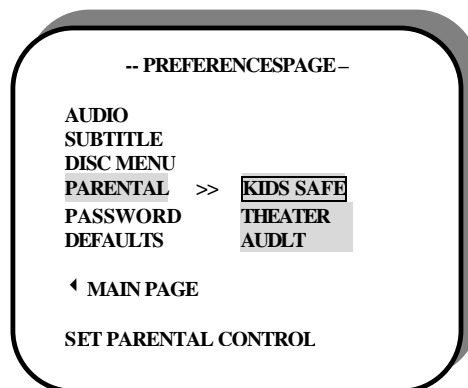 -- PREFERENCESPAGE –
AUDIO
SUBTITLE
DISC MENU
PARENTAL >> KIDS SAFE
PASSWORD THEATER
DEFAULTS AUDLT
MAIN PAGE
SET PARENTAL CONTROL